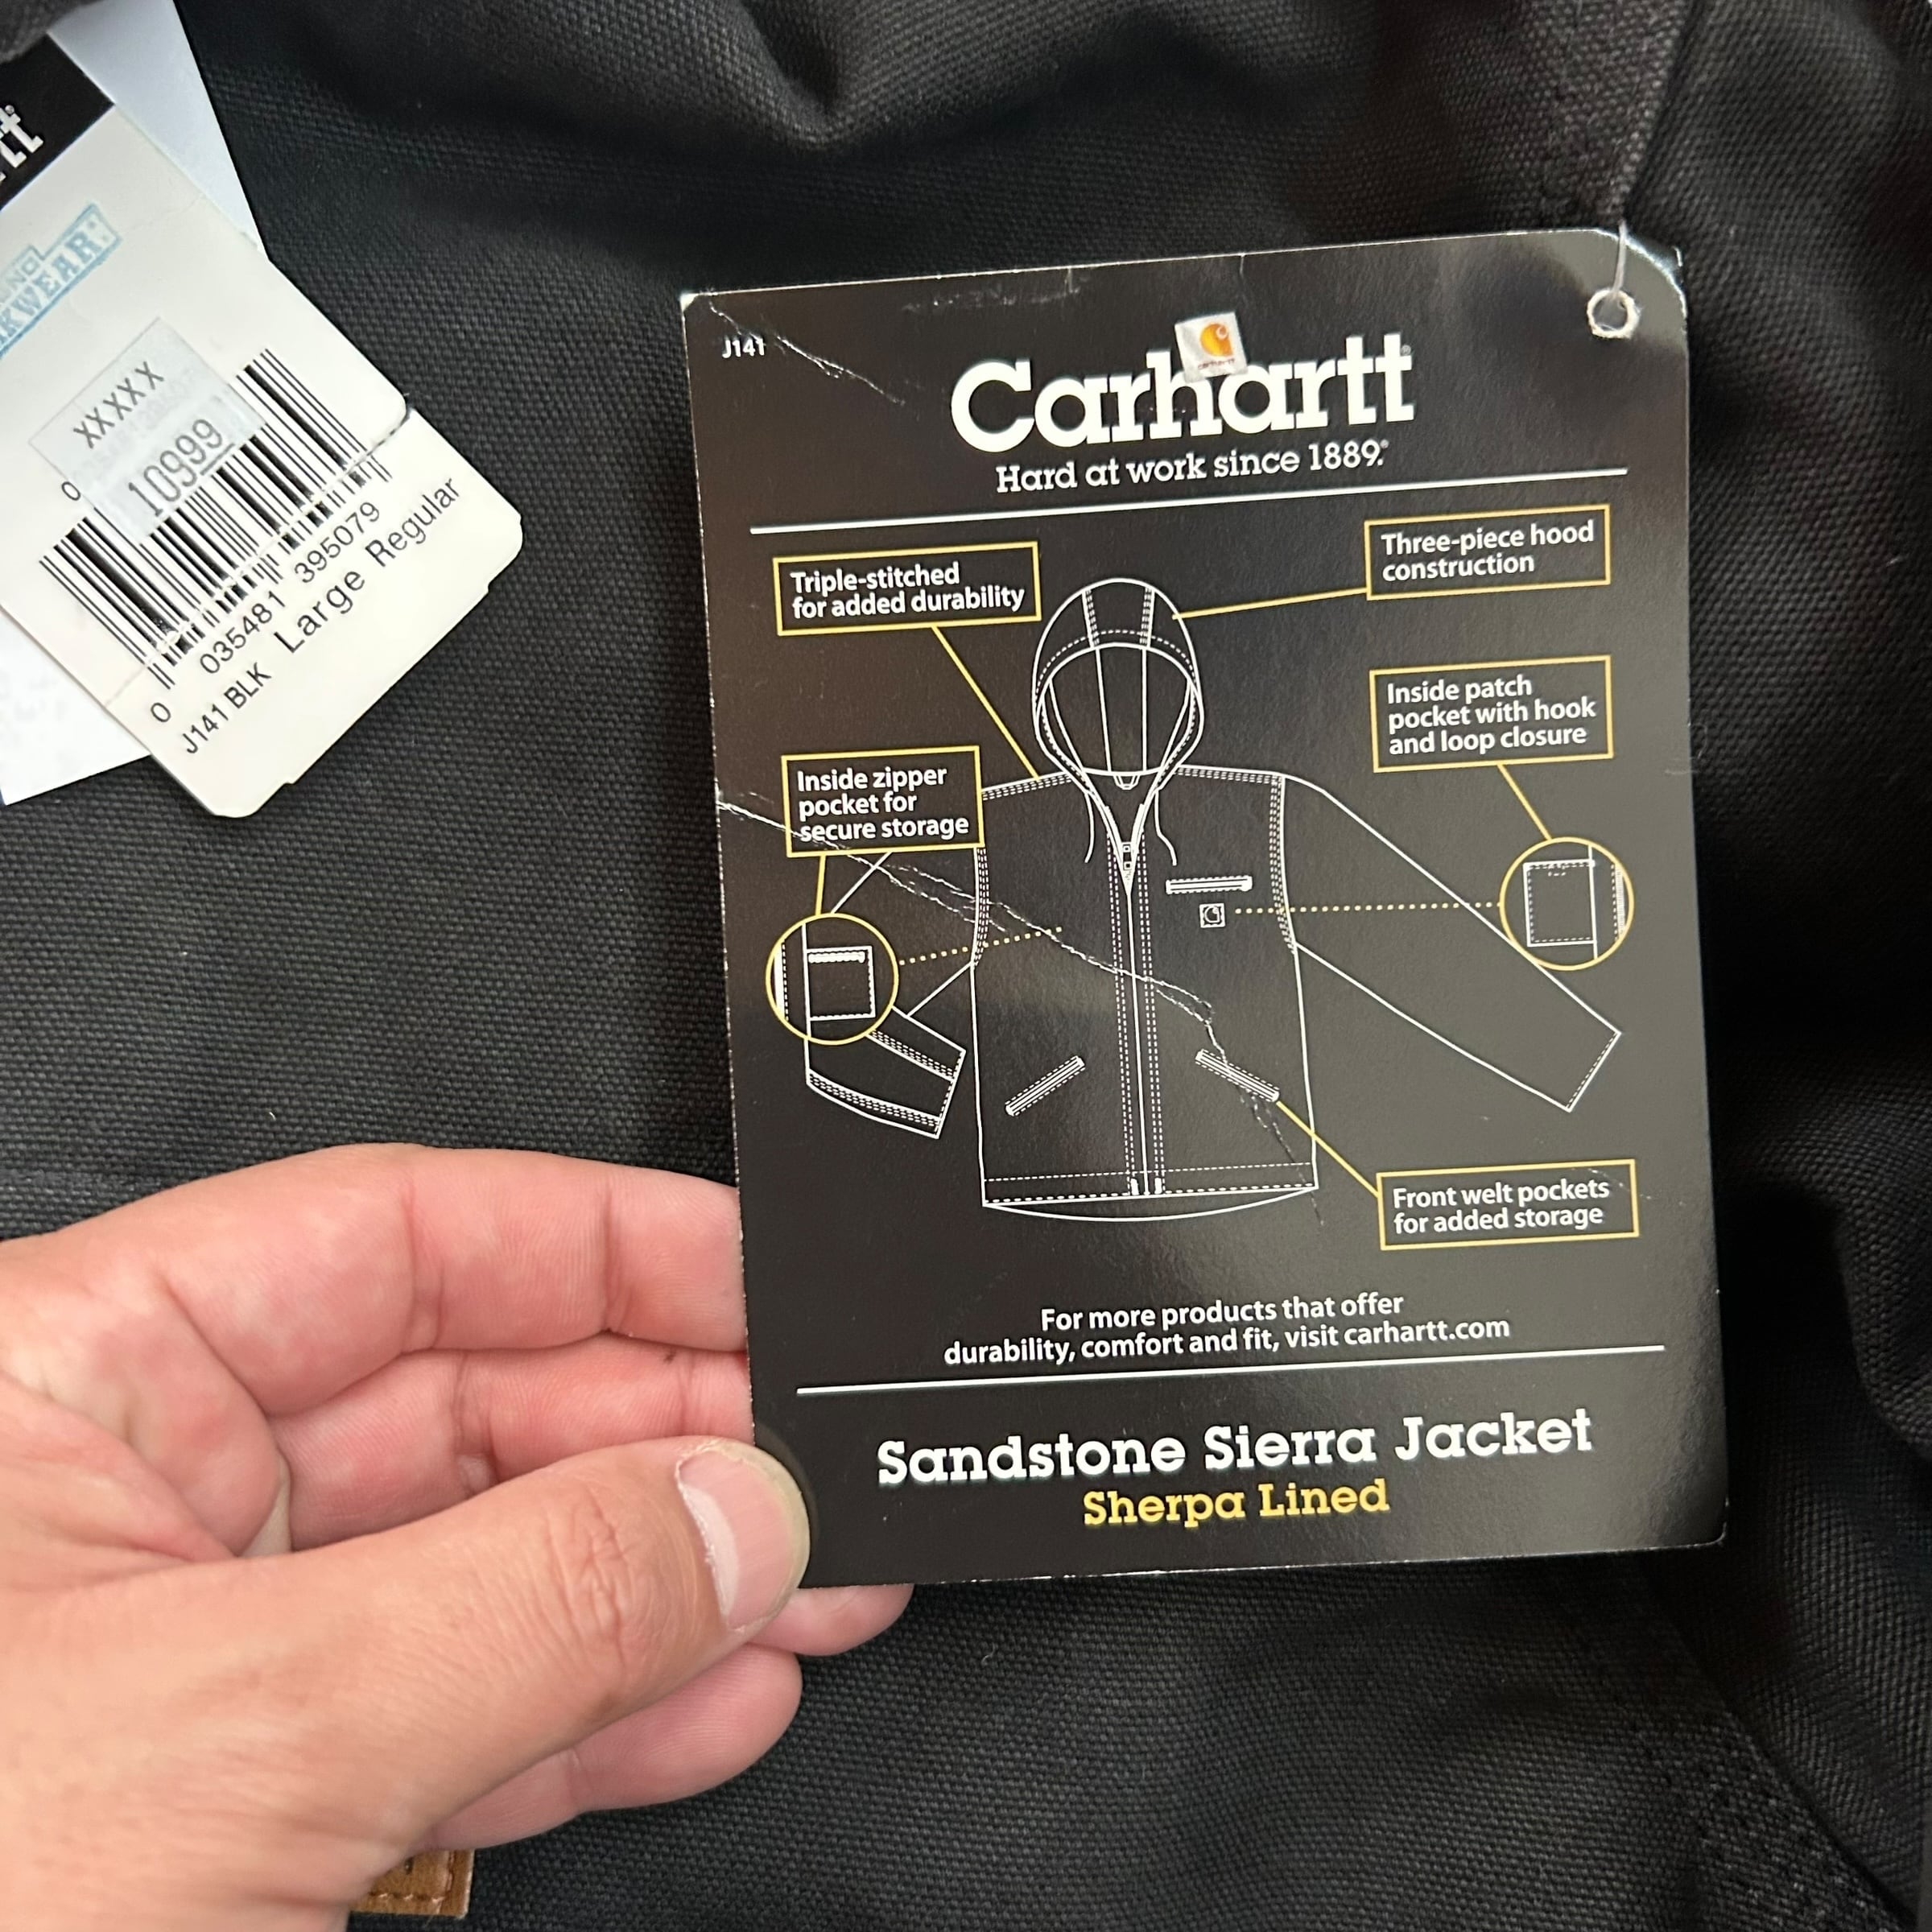 XXXXX
10999
0 035481 395079
J141 BLK Large Regular
J141
Carhartt
Hard at work since 1889.®
Triple-stitched
for added durability
Three-piece hood
construction
Inside patch
pocket with hook
and loop closure
Inside zipper
pocket for
secure storage
Front welt pockets
for added storage
For more products that offer
durability, comfort and fit, visit carhartt.com
Sandstone Sierra Jacket
Sherpa Lined